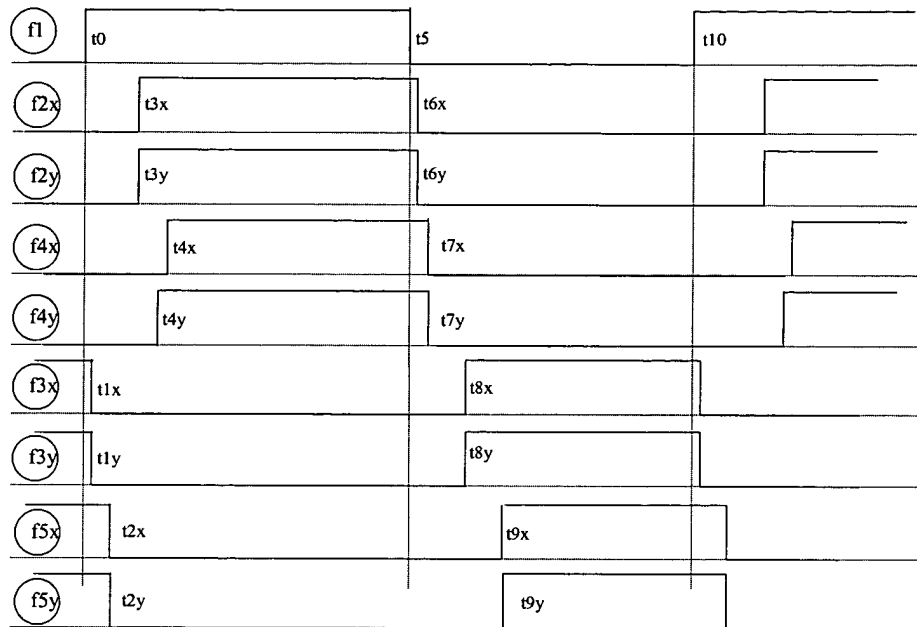 f1 t0 t5 t10
f2x t3x t6x
f2y t3y t6y
f4x t4x t7x
f4y t4y t7y
f3x t1x t8x
f3y t1y t8y
f5x t2x t9x
f5y t2y t9y